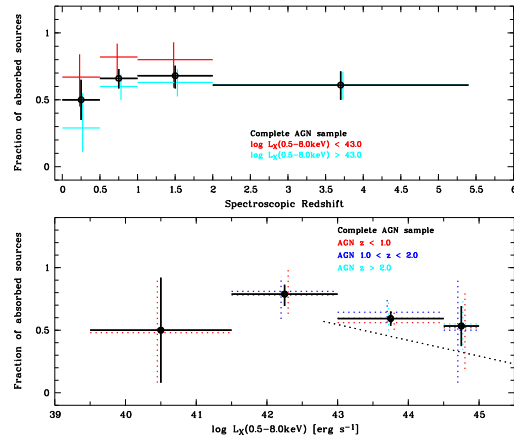 Fraction of absorbed sources
1
0.5
0
Complete AGN sample
log L_X(0.5−8.0keV) < 43.0
log L_X(0.5−8.0keV) > 43.0
0 0.5 1 1.5 2 2.5 3 3.5 4 4.5 5 5.5 6
Spectroscopic Redshift
Fraction of absorbed sources
1
0.5
0
Complete AGN sample
AGN z < 1.0
AGN 1.0 < z < 2.0
AGN z > 2.0
39 40 41 42 43 44 45
log L_X(0.5−8.0keV) [erg s⁻¹]